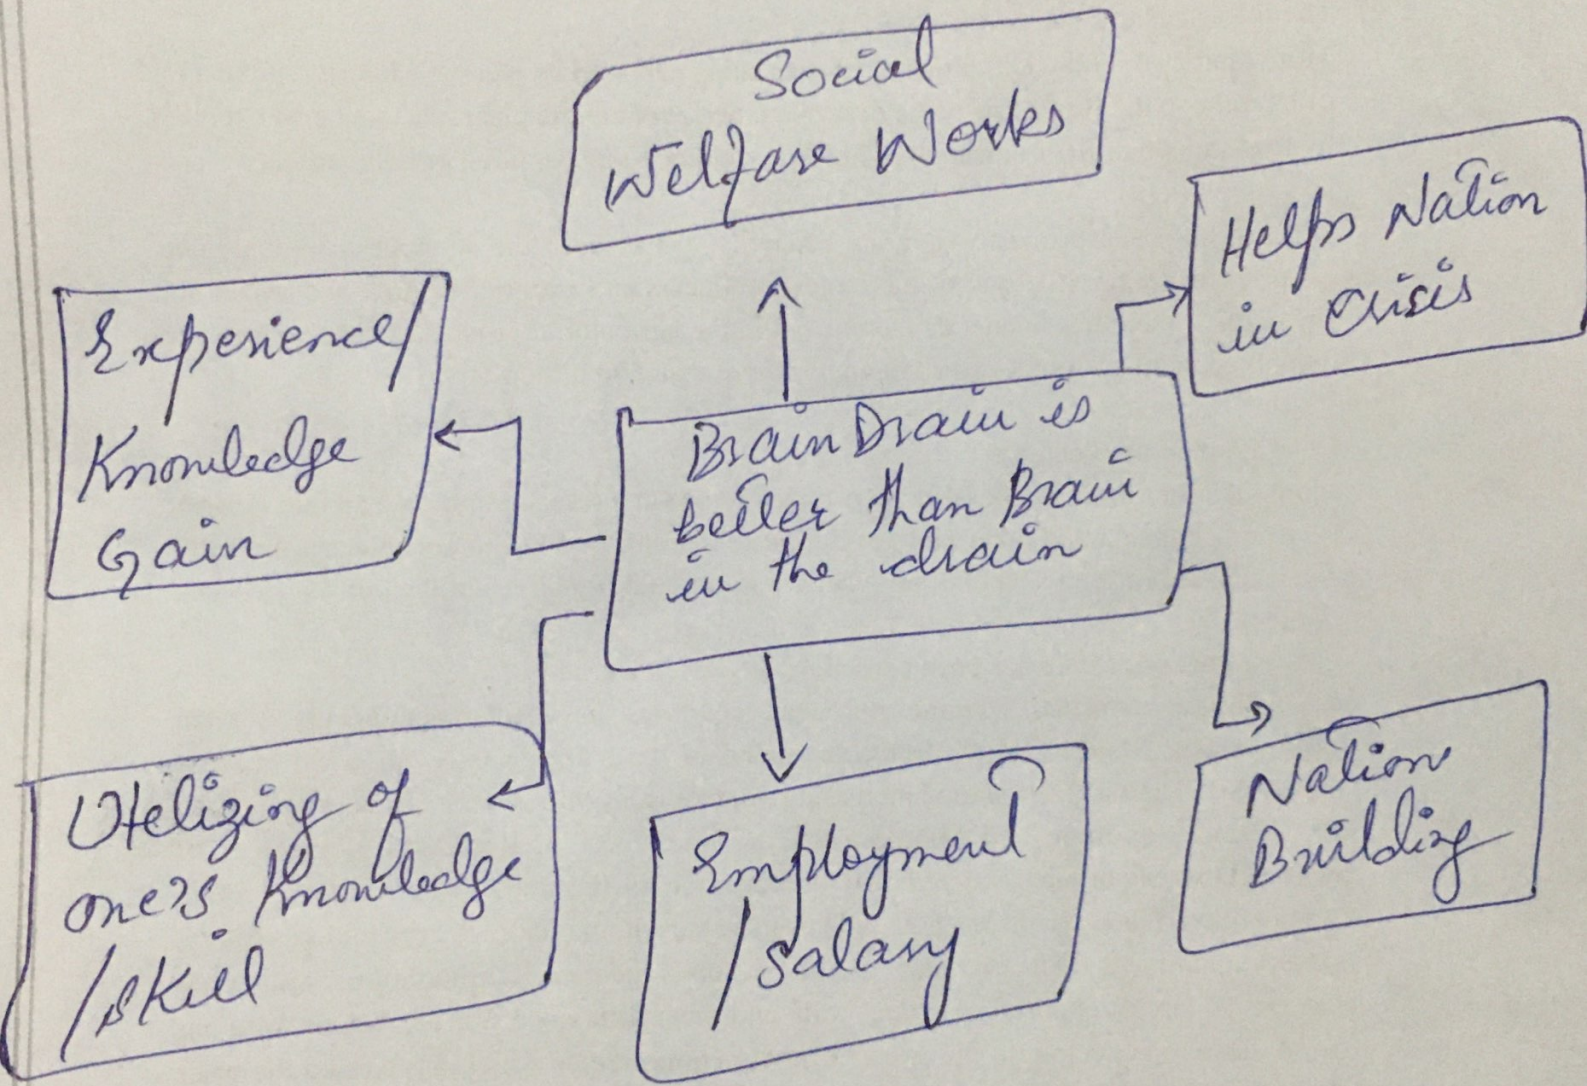 Social
Welfare Works
Helps Nation
in Crisis
Experience/
Knowledge
Gain
Brain Drain is
better than Brain
in the drain
Utelizing of
one's knowledge
/skill
Employment
/salary
Nation
Building